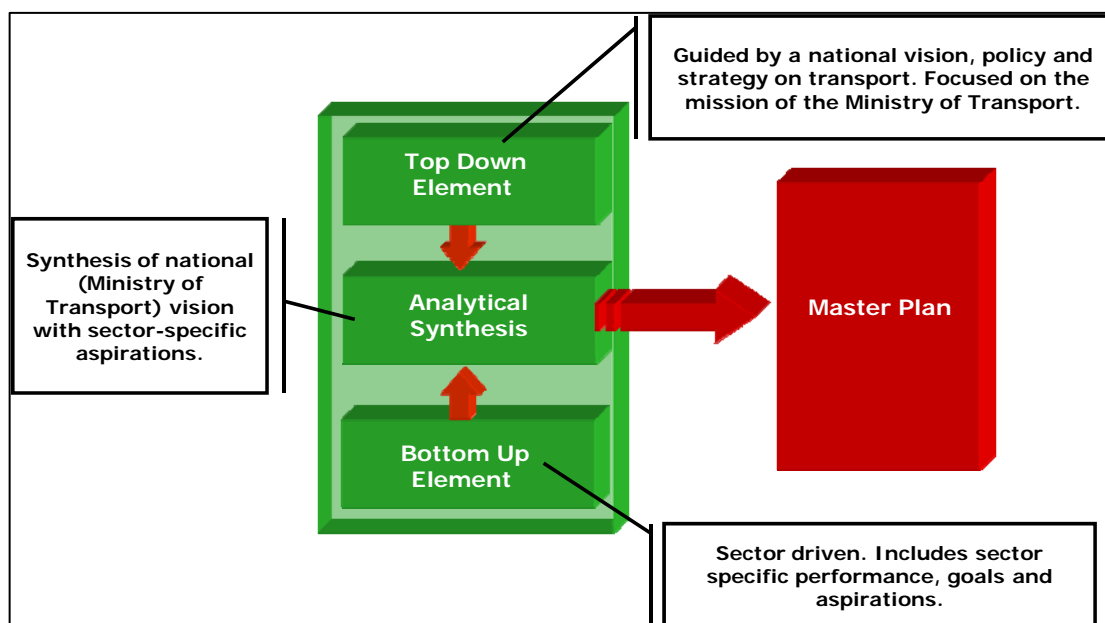 Guided by a national vision, policy and
strategy on transport. Focused on the
mission of the Ministry of Transport.
Top Down
Element
Synthesis of national
(Ministry of
Transport) vision
with sector-specific
aspirations.
Analytical
Synthesis
Master Plan
Bottom Up
Element
Sector driven. Includes sector
specific performance, goals and
aspirations.